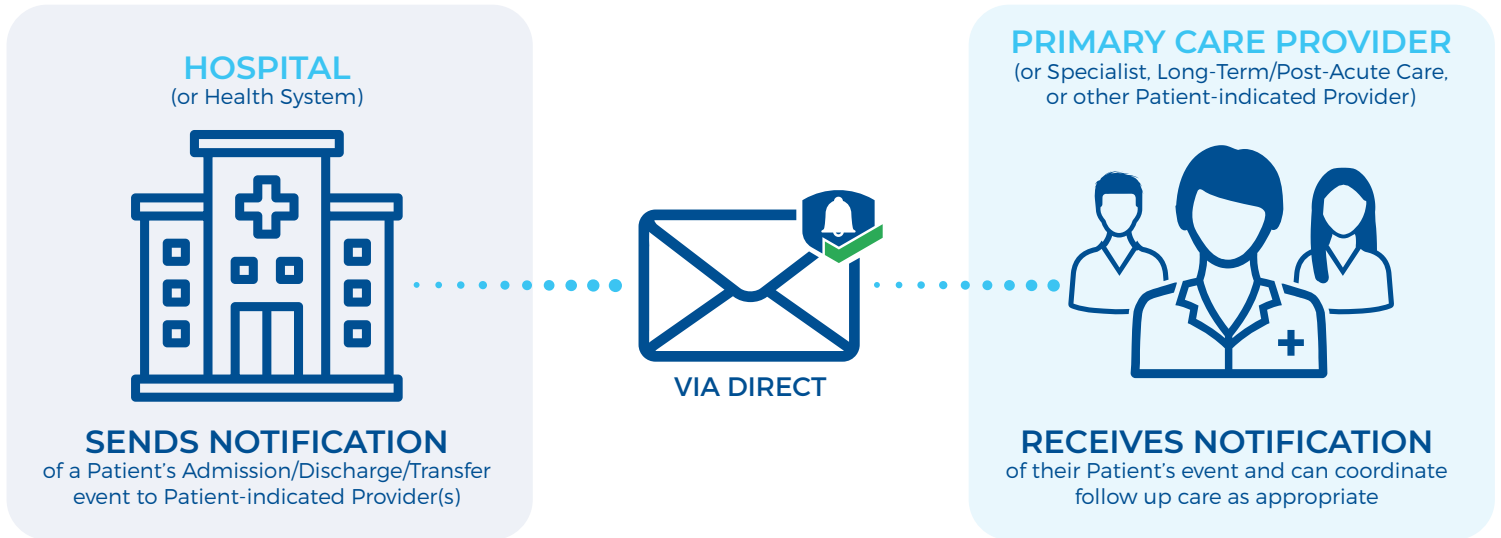 HOSPITAL
(or Health System)
SENDS NOTIFICATION
of a Patient’s Admission/Discharge/Transfer
event to Patient-indicated Provider(s)
VIA DIRECT
PRIMARY CARE PROVIDER
(or Specialist, Long-Term/Post-Acute Care,
or other Patient-indicated Provider)
RECEIVES NOTIFICATION
of their Patient’s event and can coordinate
follow up care as appropriate